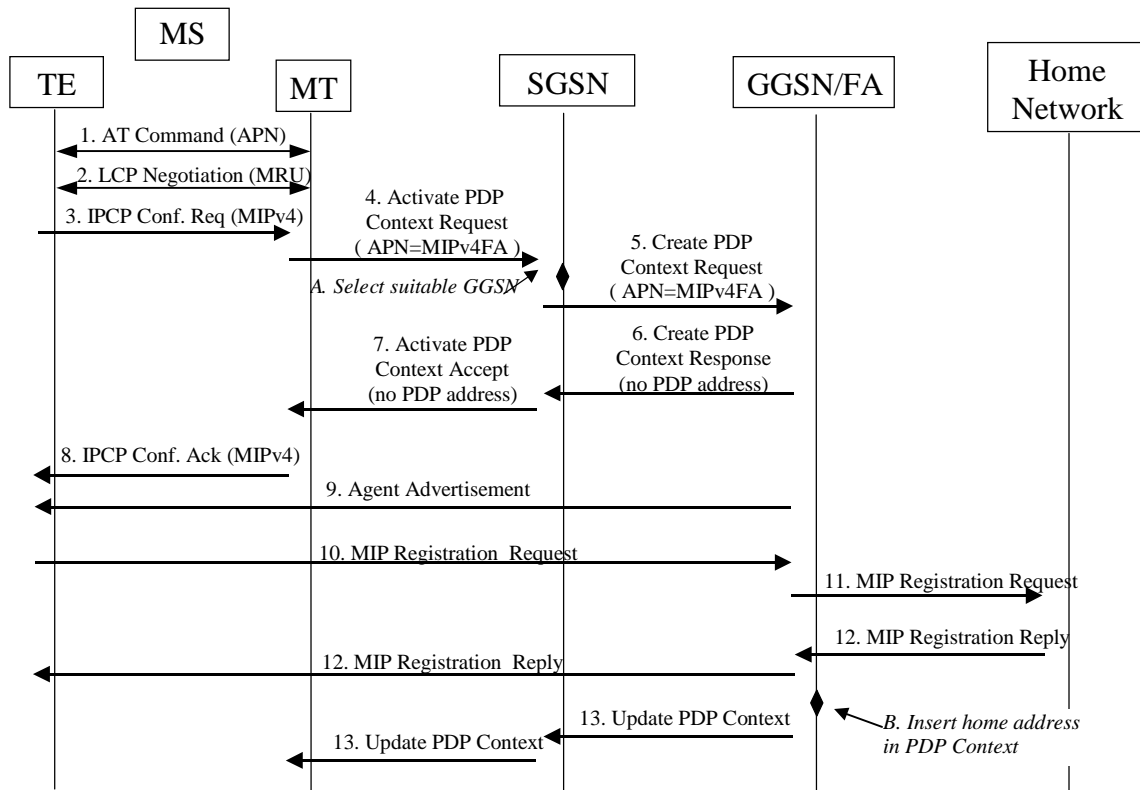 MS
TE
MT
SGSN
GGSN/FA
Home
Network
1. AT Command (APN)
2. LCP Negotiation (MRU)
3. IPCP Conf. Req (MIPv4)
4. Activate PDP
Context Request
( APN=MIPv4FA )
A. Select suitable GGSN
5. Create PDP
Context Request
( APN=MIPv4FA )
6. Create PDP
Context Response
(no PDP address)
7. Activate PDP
Context Accept
(no PDP address)
8. IPCP Conf. Ack (MIPv4)
9. Agent Advertisement
10. MIP Registration Request
11. MIP Registration Request
12. MIP Registration Reply
12. MIP Registration Reply
B. Insert home address
in PDP Context
13. Update PDP Context
13. Update PDP Context